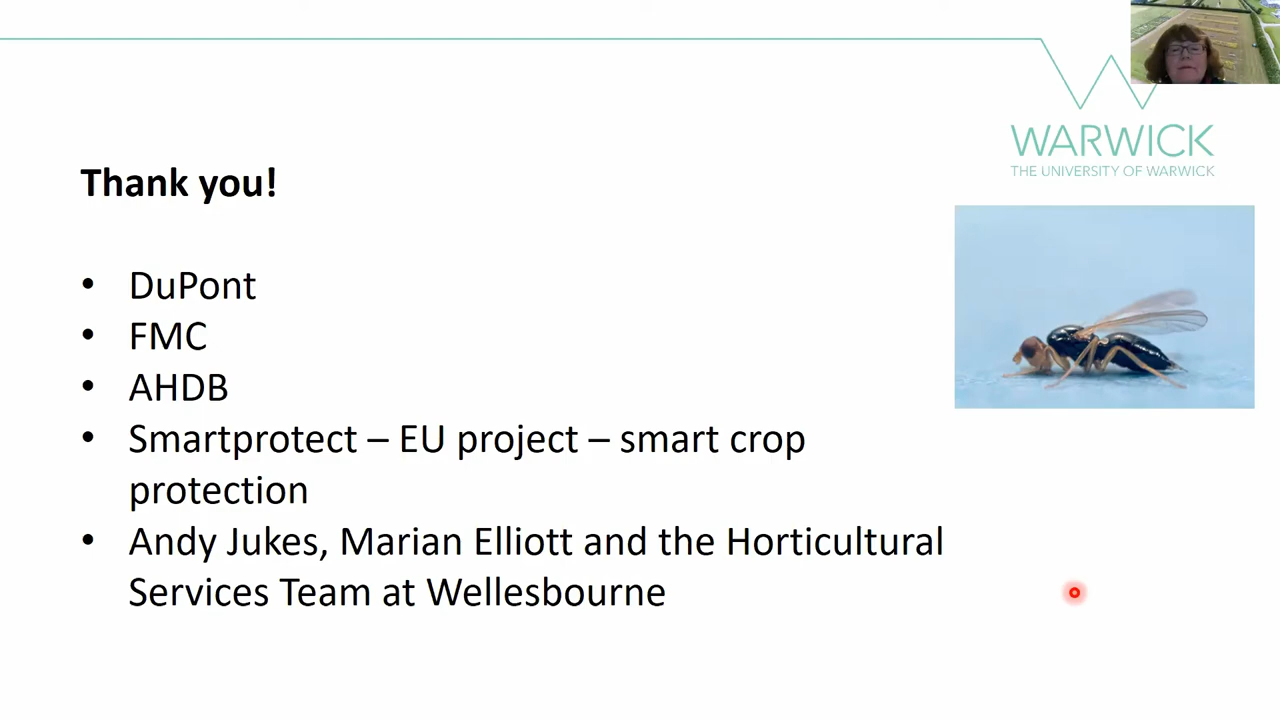 WARWICK
THE UNIVERSITY OF WARWICK
Thank you!
• DuPont
• FMC
• AHDB
• Smartprotect – EU project – smart crop
protection
• Andy Jukes, Marian Elliott and the Horticultural
Services Team at Wellesbourne